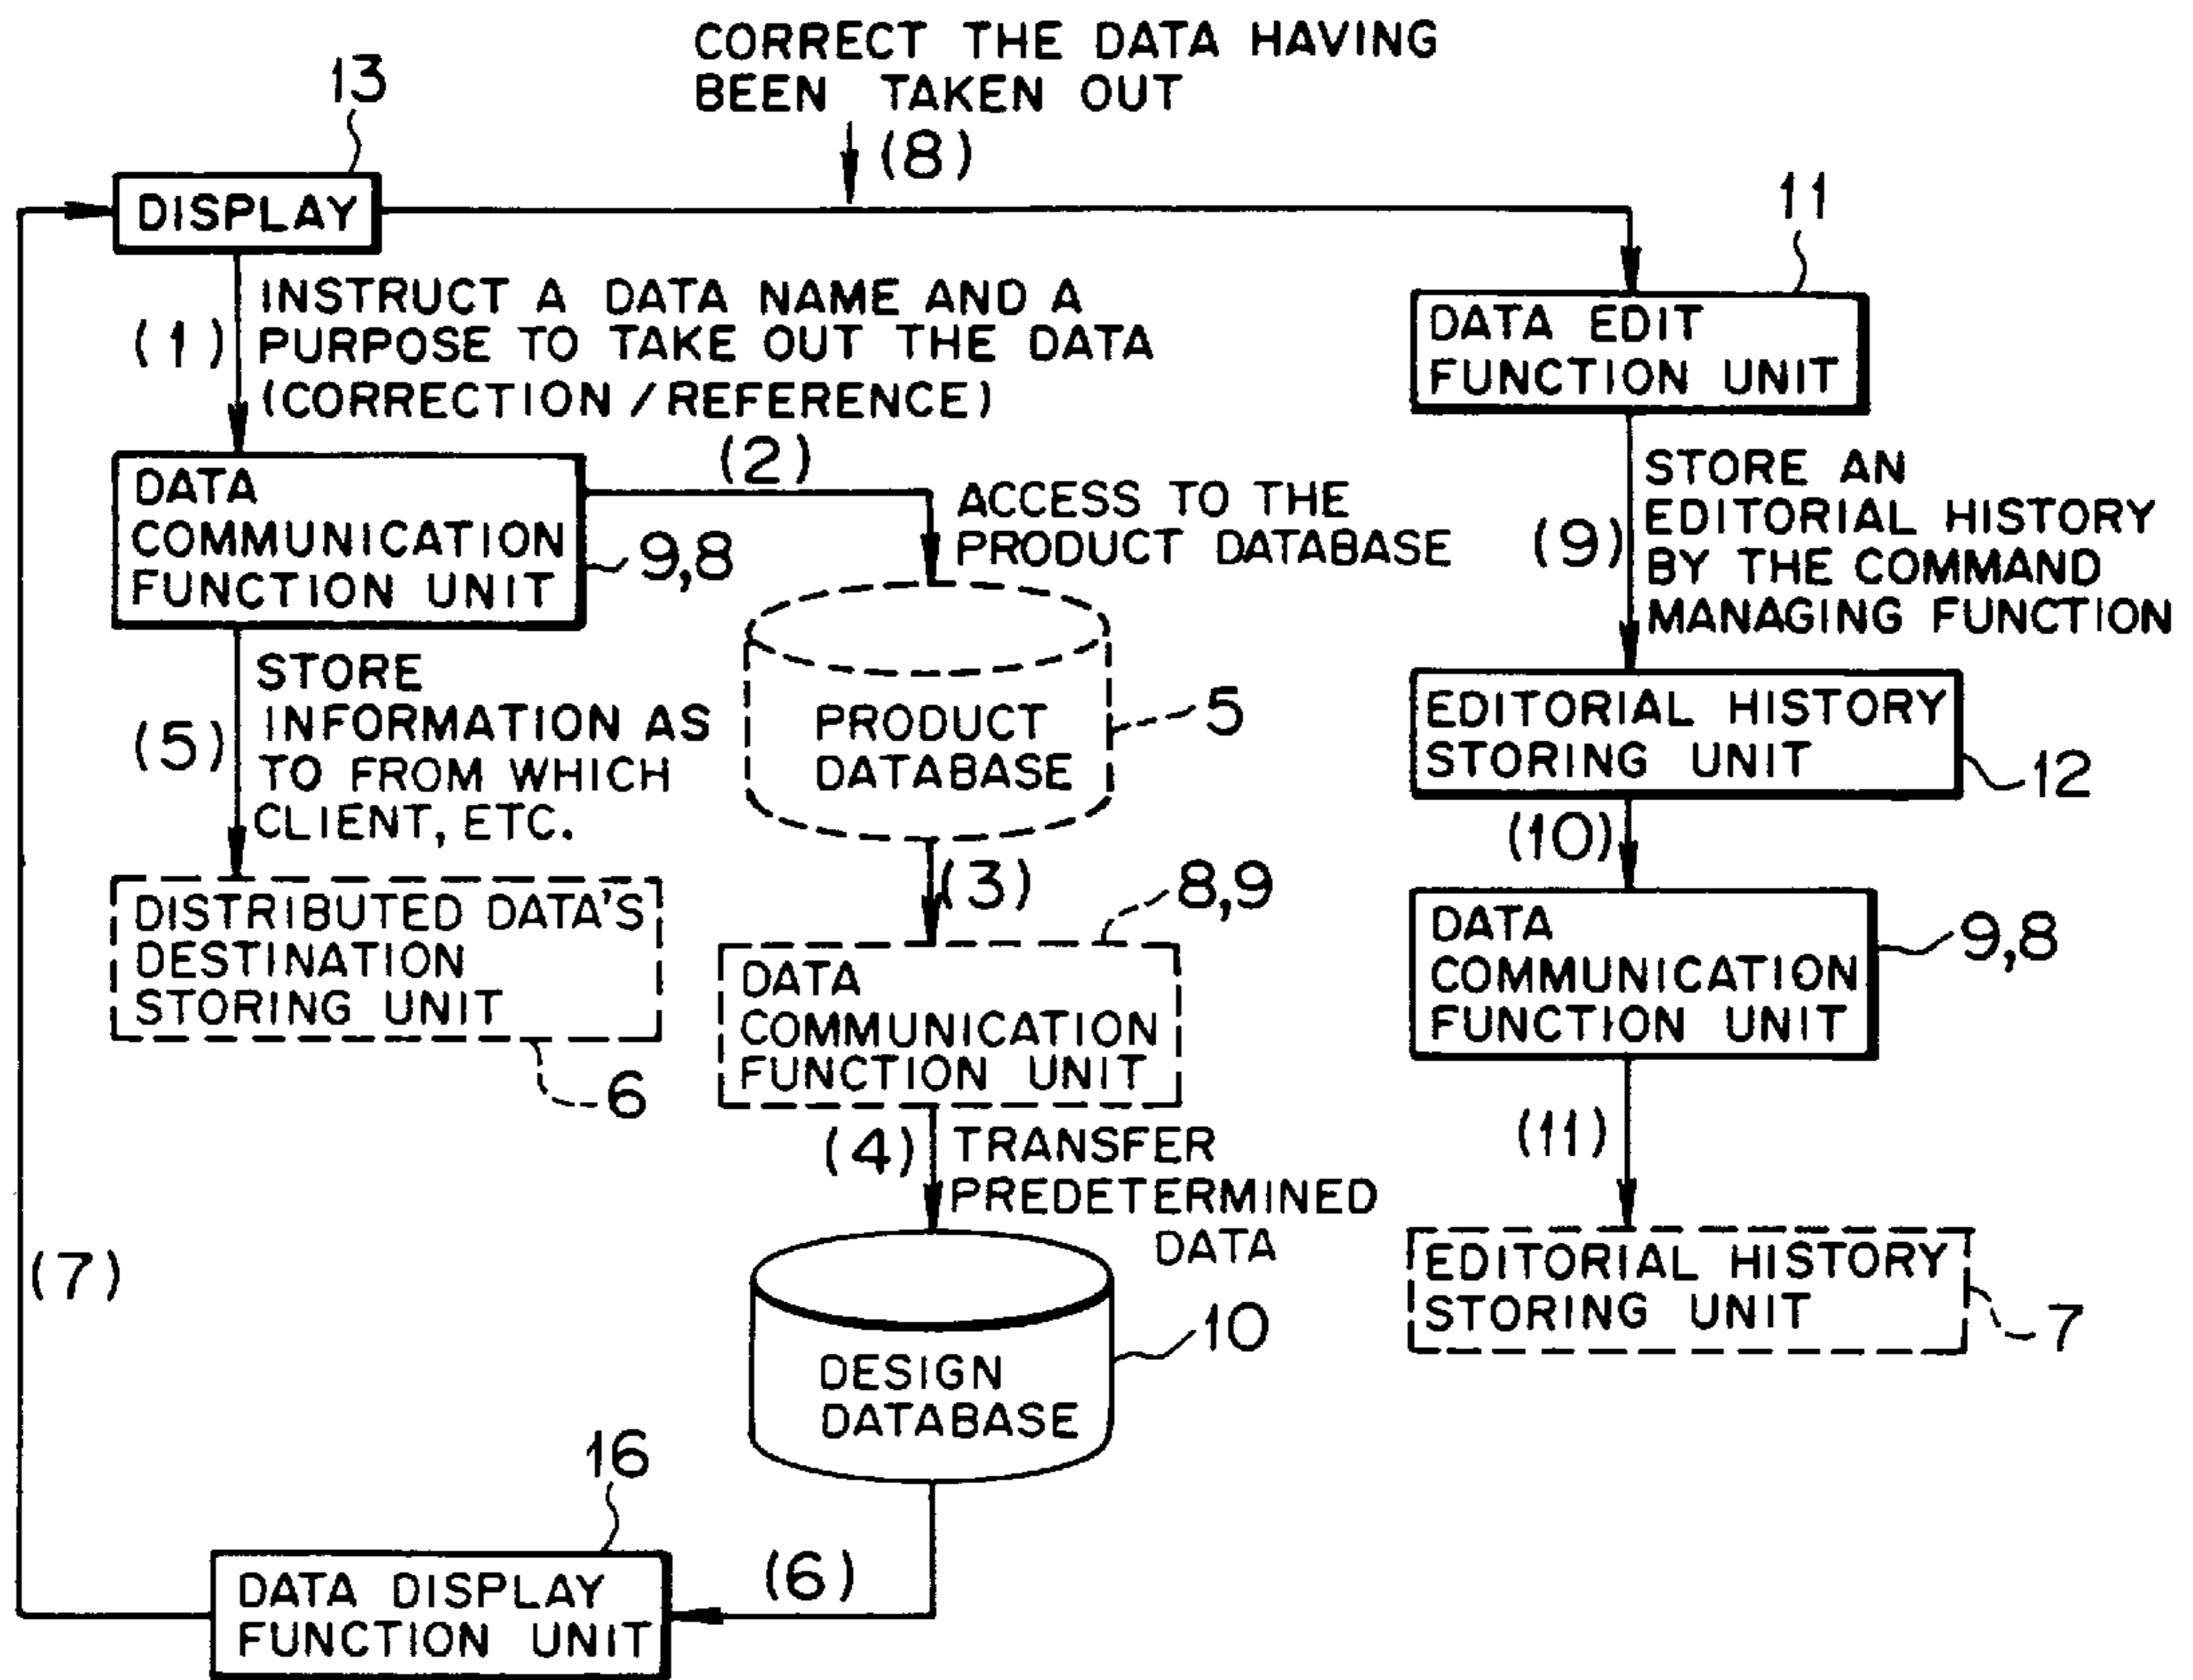 CORRECT THE DATA HAVING
BEEN TAKEN OUT
(8)
13
DISPLAY
11
(1)
INSTRUCT A DATA NAME AND A
PURPOSE TO TAKE OUT THE DATA
(CORRECTION/REFERENCE)
DATA EDIT
FUNCTION UNIT
(2)
DATA
COMMUNICATION
FUNCTION UNIT
9,8
ACCESS TO THE
PRODUCT DATABASE
(9)
STORE AN
EDITORIAL HISTORY
BY THE COMMAND
MANAGING FUNCTION
(5)
STORE
INFORMATION AS
TO FROM WHICH
CLIENT, ETC.
PRODUCT
DATABASE
5
EDITORIAL HISTORY
STORING UNIT
12
(10)
(3)
8,9
DISTRIBUTED DATA'S
DESTINATION
STORING UNIT
6
DATA
COMMUNICATION
FUNCTION UNIT
DATA
COMMUNICATION
FUNCTION UNIT
9,8
(4)
TRANSFER
PREDETERMINED
DATA
(11)
(7)
DESIGN
DATABASE
10
EDITORIAL HISTORY
STORING UNIT
7
16
(6)
DATA DISPLAY
FUNCTION UNIT